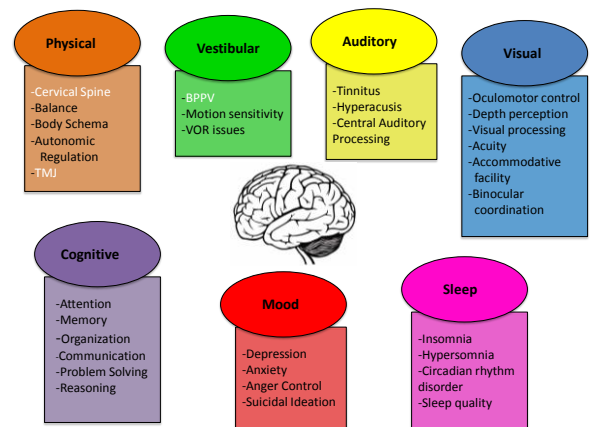 Physical
-Cervical Spine
-Balance
-Body Schema
-Autonomic
Regulation
-TMJ
Vestibular
-BPPV
-Motion sensitivity
-VOR issues
Auditory
-Tinnitus
-Hyperacusis
-Central Auditory
Processing
Visual
-Oculomotor control
-Depth perception
-Visual processing
-Acuity
-Accommodative
facility
-Binocular
coordination
Cognitive
-Attention
-Memory
-Organization
-Communication
-Problem Solving
-Reasoning
Mood
-Depression
-Anxiety
-Anger Control
-Suicidal Ideation
Sleep
-Insomnia
-Hypersomnia
-Circadian rhythm
disorder
-Sleep quality